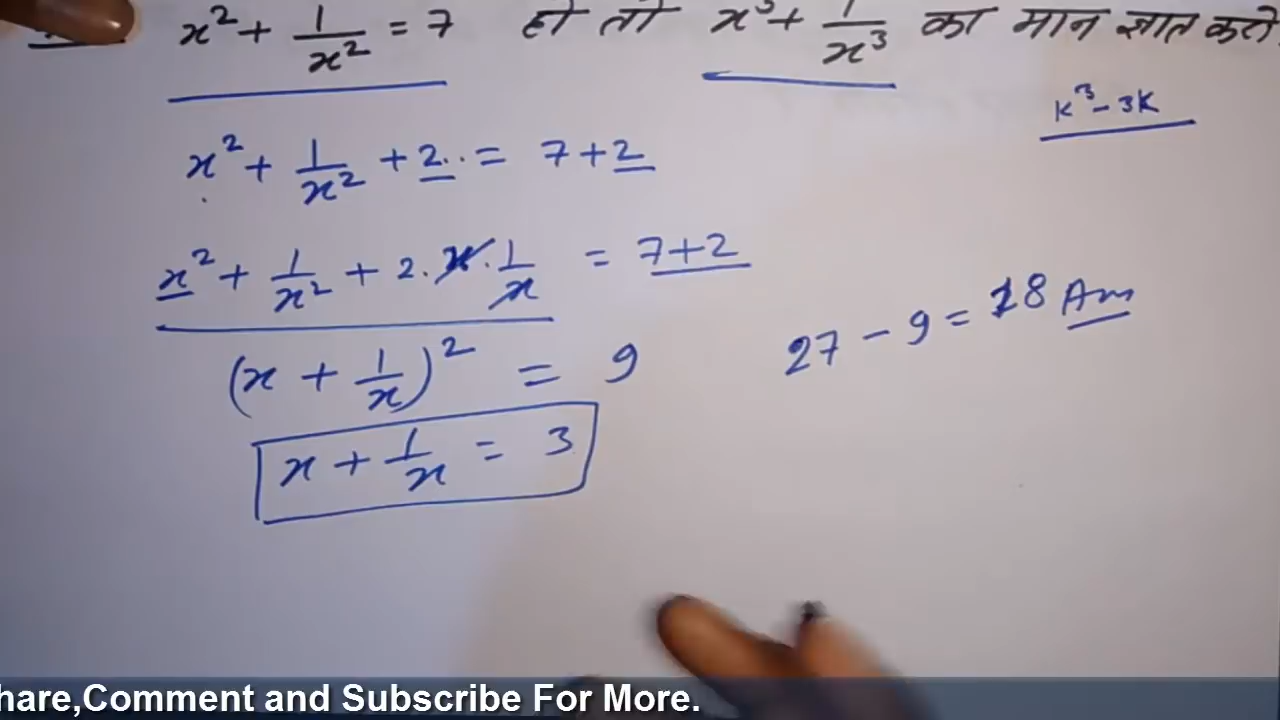 x² + 1/x² = 7 हो तो x³ + 1/x³ का मान ज्ञात करो.
k³ - 3k
x² + 1/x² + 2.. = 7 + 2
x² + 1/x² + 2.x.1/x = 7+2
27 - 9 = 18 Ans
(x + 1/x)² = 9
x + 1/x = 3
hare,Comment and Subscribe For More.